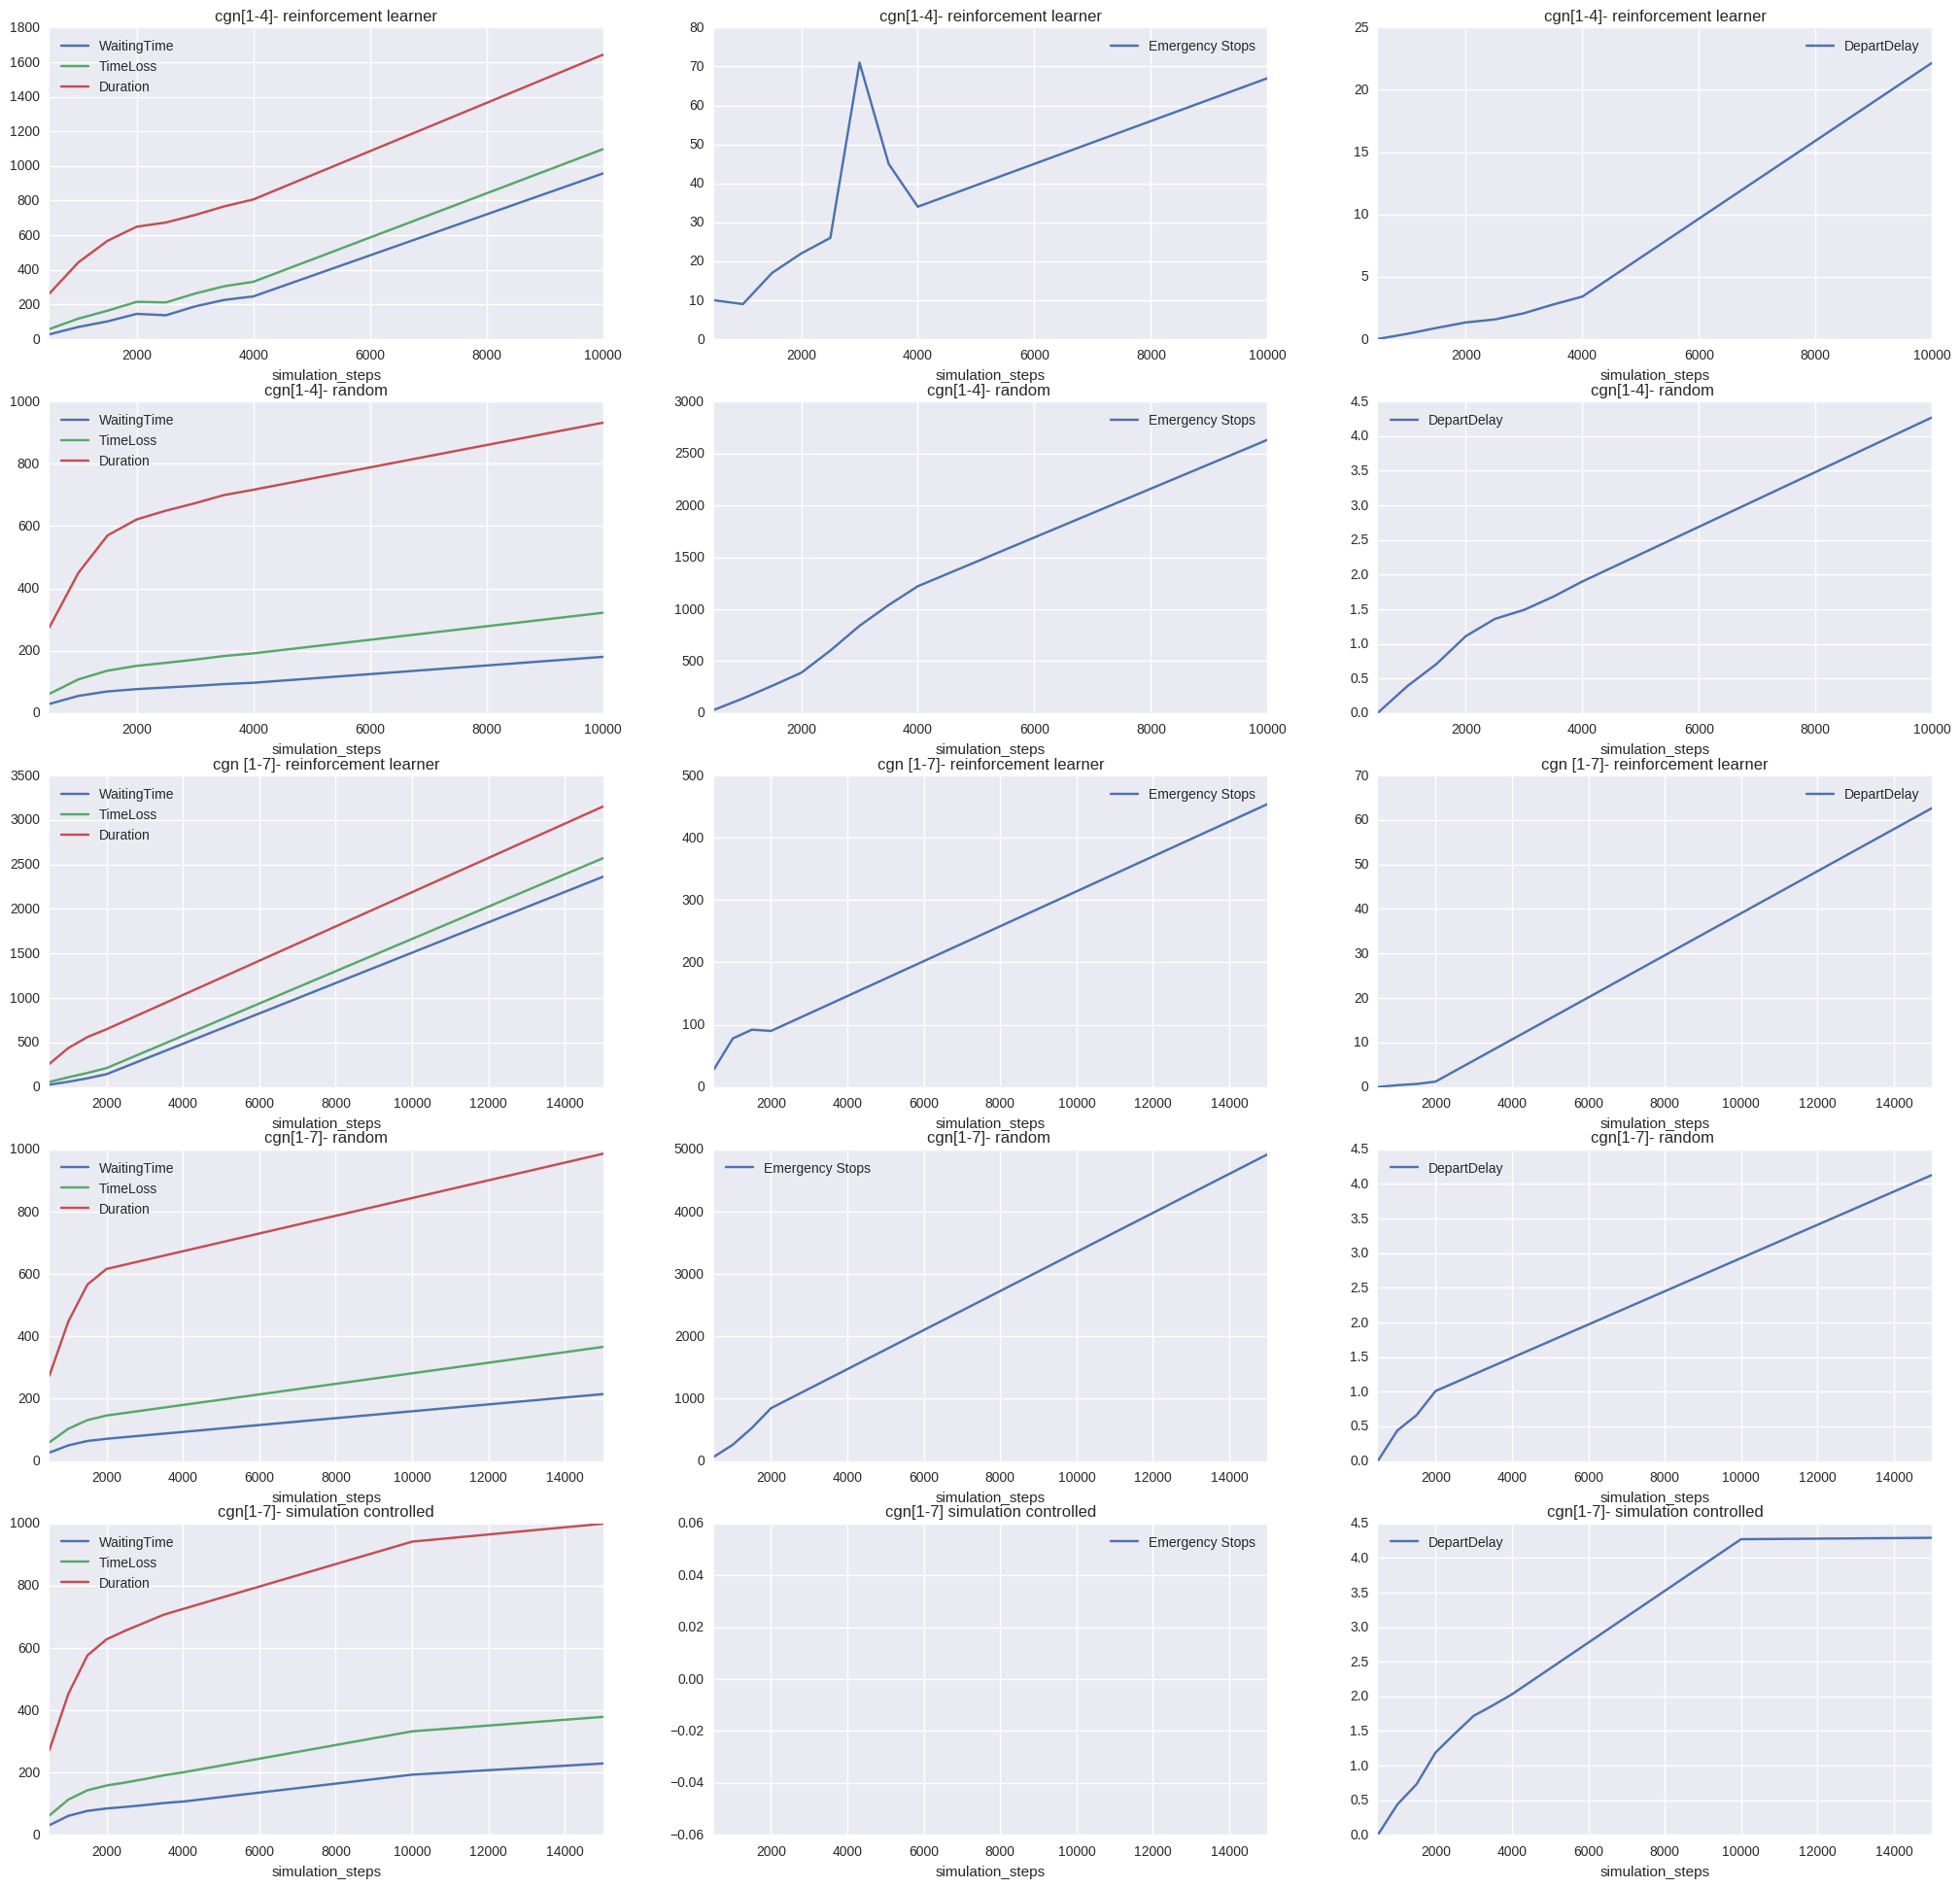 cgn[1-4]- reinforcement learner
1800
1600
1400
1200
1000
800
600
400
200
0
WaitingTime
TimeLoss
Duration
2000 4000 6000 8000 10000
simulation_steps
cgn[1-4]- reinforcement learner
80
70
60
50
40
30
20
10
0
Emergency Stops
2000 4000 6000 8000 10000
simulation_steps
cgn[1-4]- reinforcement learner
25
20
15
10
5
0
DepartDelay
2000 4000 6000 8000 10000
simulation_steps
cgn[1-4]- random
1000
800
600
400
200
0
WaitingTime
TimeLoss
Duration
2000 4000 6000 8000 10000
simulation_steps
cgn[1-4]- random
3000
2500
2000
1500
1000
500
0
Emergency Stops
2000 4000 6000 8000 10000
simulation_steps
cgn[1-4]- random
4.5
4.0
3.5
3.0
2.5
2.0
1.5
1.0
0.5
0.0
DepartDelay
2000 4000 6000 8000 10000
simulation_steps
cgn [1-7]- reinforcement learner
3500
3000
2500
2000
1500
1000
500
0
WaitingTime
TimeLoss
Duration
2000 4000 6000 8000 10000 12000 14000
simulation_steps
cgn [1-7]- reinforcement learner
500
400
300
200
100
0
Emergency Stops
2000 4000 6000 8000 10000 12000 14000
simulation_steps
cgn [1-7]- reinforcement learner
70
60
50
40
30
20
10
0
DepartDelay
2000 4000 6000 8000 10000 12000 14000
simulation_steps
cgn[1-7]- random
1000
800
600
400
200
0
WaitingTime
TimeLoss
Duration
2000 4000 6000 8000 10000 12000 14000
simulation_steps
cgn[1-7]- random
5000
4000
3000
2000
1000
0
Emergency Stops
2000 4000 6000 8000 10000 12000 14000
simulation_steps
cgn[1-7]- random
4.5
4.0
3.5
3.0
2.5
2.0
1.5
1.0
0.5
0.0
DepartDelay
2000 4000 6000 8000 10000 12000 14000
simulation_steps
cgn[1-7]- simulation controlled
1000
800
600
400
200
0
WaitingTime
TimeLoss
Duration
2000 4000 6000 8000 10000 12000 14000
simulation_steps
cgn[1-7] simulation controlled
0.06
0.04
0.02
0.00
−0.02
−0.04
−0.06
Emergency Stops
2000 4000 6000 8000 10000 12000 14000
simulation_steps
cgn[1-7]- simulation controlled
4.5
4.0
3.5
3.0
2.5
2.0
1.5
1.0
0.5
0.0
DepartDelay
2000 4000 6000 8000 10000 12000 14000
simulation_steps